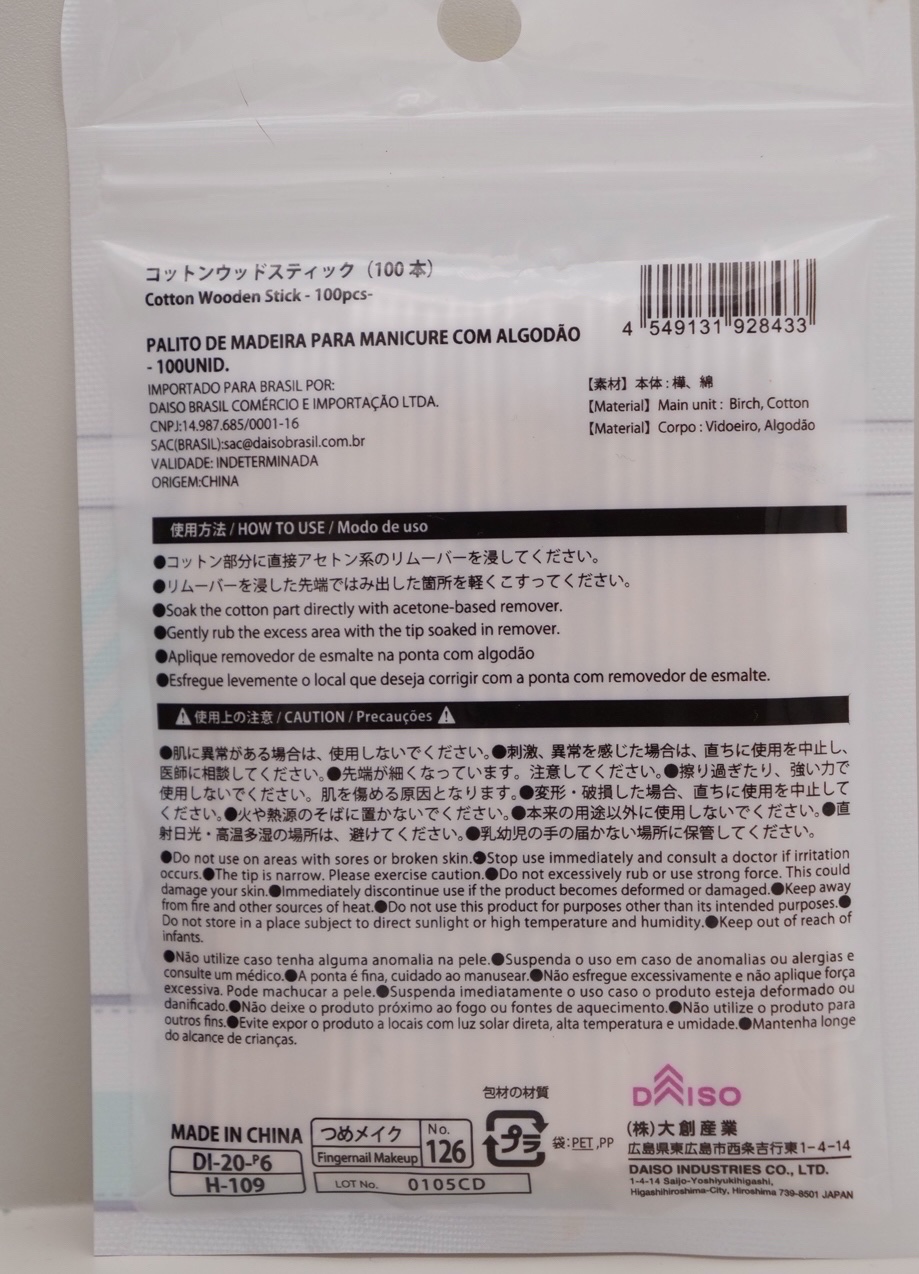 コットンウッドスティック（100 本）
Cotton Wooden Stick - 100pcs-
4 549131 928433
PALITO DE MADEIRA PARA MANICURE COM ALGODÃO
- 100UNID.
IMPORTADO PARA BRASIL POR:
DAISO BRASIL COMÉRCIO E IMPORTAÇÃO LTDA.
CNPJ:14.987.685/0001-16
SAC(BRASIL):sac@daisobrasil.com.br
VALIDADE: INDETERMINADA
ORIGEM:CHINA
【素材】本体 : 樺、綿
【Material】Main unit : Birch, Cotton
【Material】Corpo : Vidoeiro, Algodão
使用方法 / HOW TO USE / Modo de uso
●コットン部分に直接アセトン系のリムーバーを浸してください。
●リムーバーを浸した先端ではみ出した箇所を軽くこすってください。
●Soak the cotton part directly with acetone-based remover.
●Gently rub the excess area with the tip soaked in remover.
●Aplique removedor de esmalte na ponta com algodão
●Esfregue levemente o local que deseja corrigir com a ponta com removedor de esmalte.
⚠使用上の注意 / CAUTION / Precauções ⚠
●肌に異常がある場合は、使用しないでください。●刺激、異常を感じた場合は、直ちに使用を中止し、
医師に相談してください。●先端が細くなっています。注意してください。●擦り過ぎたり、強い力で
使用しないでください。肌を傷める原因となります。●変形・破損した場合、直ちに使用を中止して
ください。●火や熱源のそばに置かないでください。●本来の用途以外に使用しないでください。●直
射日光・高温多湿の場所は、避けてください。●乳幼児の手の届かない場所に保管してください。
●Do not use on areas with sores or broken skin.●Stop use immediately and consult a doctor if irritation
occurs.●The tip is narrow. Please exercise caution.●Do not excessively rub or use strong force. This could
damage your skin.●Immediately discontinue use if the product becomes deformed or damaged.●Keep away
from fire and other sources of heat.●Do not use this product for purposes other than its intended purposes.●
Do not store in a place subject to direct sunlight or high temperature and humidity.●Keep out of reach of
infants.
●Não utilize caso tenha alguma anomalia na pele.●Suspenda o uso em caso de anomalias ou alergias e
consulte um médico.●A ponta é fina, cuidado ao manusear.●Não esfregue excessivamente e não aplique força
excessiva. Pode machucar a pele.●Suspenda imediatamente o uso caso o produto esteja deformado ou
danificado.●Não deixe o produto próximo ao fogo ou fontes de aquecimento.●Não utilize o produto para
outros fins.●Evite expor o produto a locais com luz solar direta, alta temperatura e umidade.●Mantenha longe
do alcance de crianças.
MADE IN CHINA
DI-20-P6
H-109
つめメイク
Fingernail Makeup
No.
126
LOT No. 0105CD
包材の材質
プラ
袋：PET ,PP
DAISO
(株)大創産業
広島県東広島市西条吉行東1-4-14
DAISO INDUSTRIES CO., LTD.
1-4-14 Saijo-Yoshiyukihigashi,
Higashihiroshima-City, Hiroshima 739-8501 JAPAN